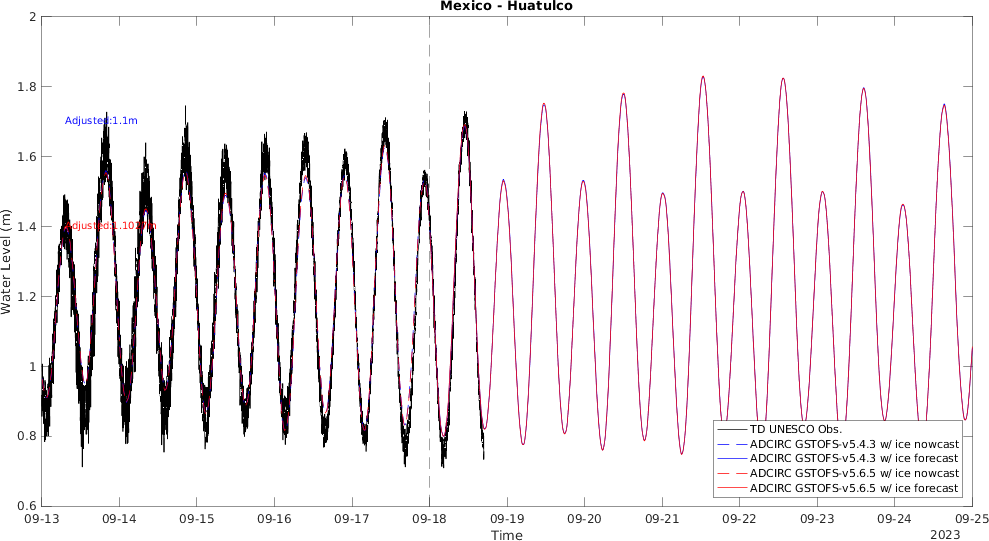 Mexico - Huatulco
Water Level (m)
2
1.8
1.6
1.4
1.2
1
0.8
0.6
Adjusted:1.1m
TD UNESCO Obs.
ADCIRC GSTOFS-v5.4.3 w/ ice nowcast
ADCIRC GSTOFS-v5.4.3 w/ ice forecast
ADCIRC GSTOFS-v5.6.5 w/ ice nowcast
ADCIRC GSTOFS-v5.6.5 w/ ice forecast
09-13 09-14 09-15 09-16 09-17 09-18 09-19 09-20 09-21 09-22 09-23 09-24 09-25
Time
2023